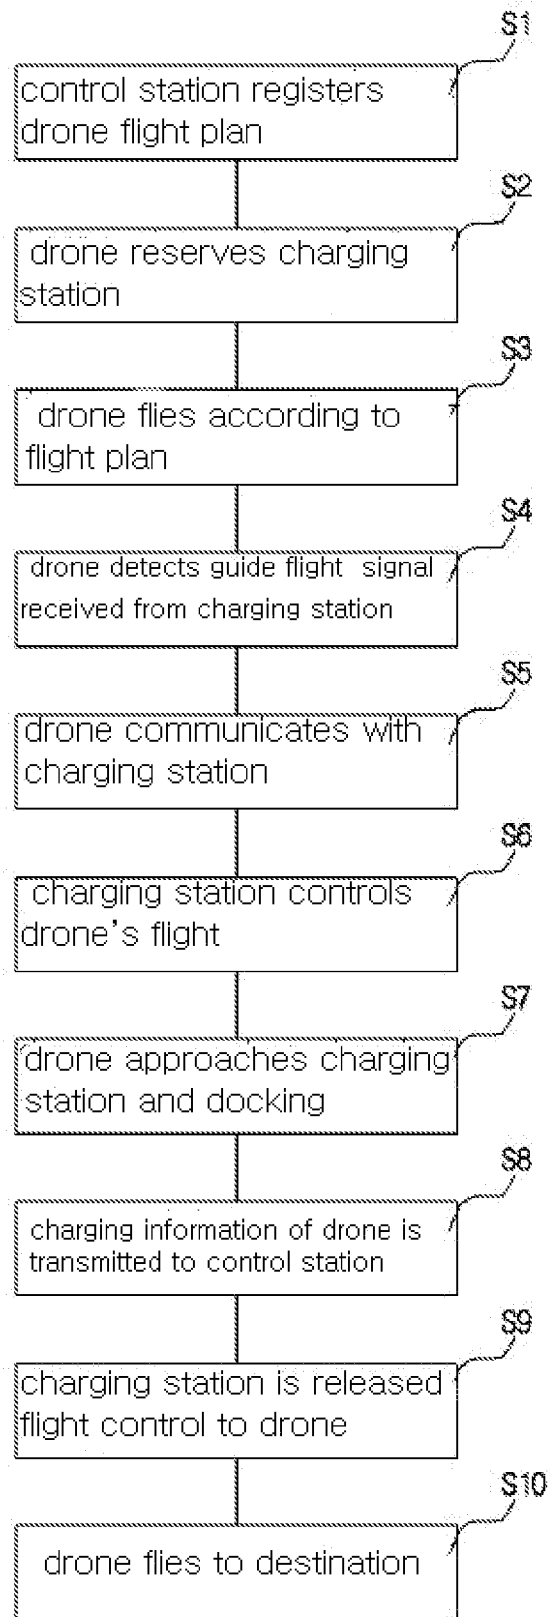 S1
control station registers
drone flight plan
S2
drone reserves charging
station
S3
drone flies according to
flight plan
S4
drone detects guide flight signal
received from charging station
S5
drone communicates with
charging station
S6
charging station controls
drone's flight
S7
drone approaches charging
station and docking
S8
charging information of drone is
transmitted to control station
S9
charging station is released
flight control to drone
S10
drone flies to destination